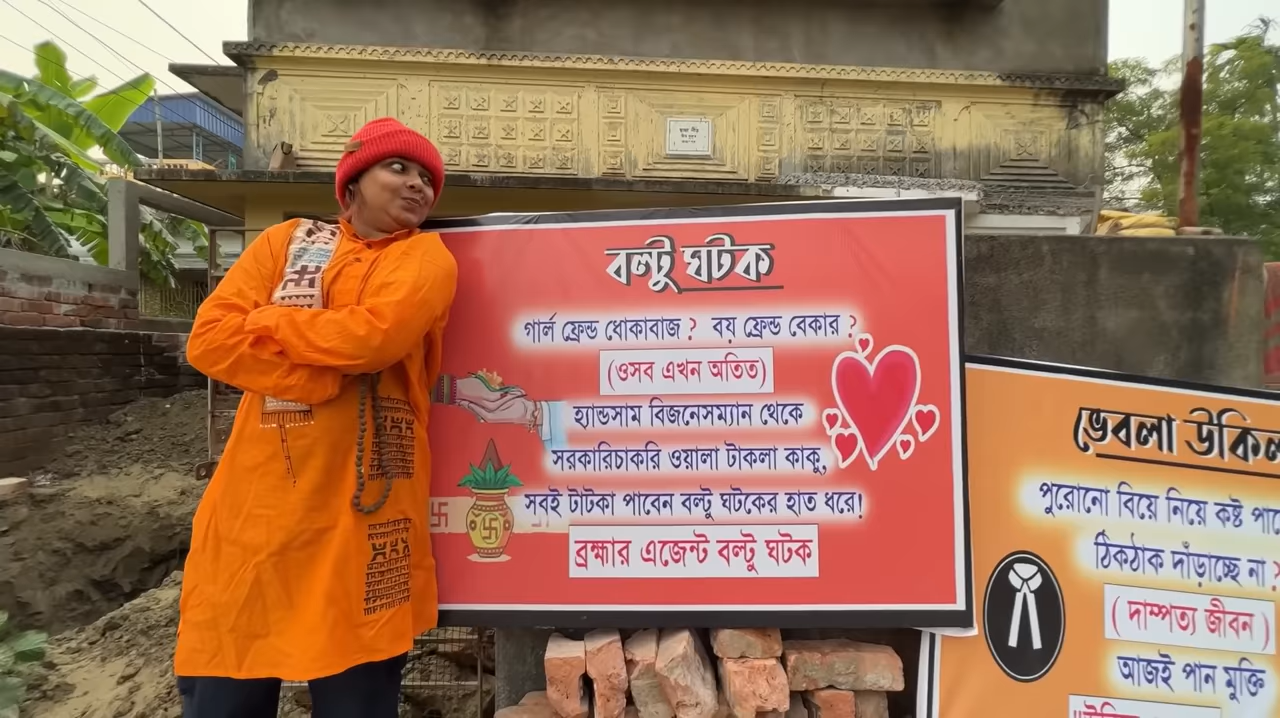 বল্টু ঘটক
গার্ল ফ্রেন্ড ধোকাবাজ ? বয় ফ্রেন্ড বেকার ?
(ওসব এখন অতিত)
হ্যান্ডসাম বিজনেসম্যান থেকে
সরকারিচাকরি ওয়ালা টাকলা কাকু,
সবই টাটকা পাবেন বল্টু ঘটকের হাত ধরে!
ব্রহ্মার এজেন্ট বল্টু ঘটক
ভেবলা উকিল
পুরোনো বিয়ে নিয়ে কষ্ট
ঠিকঠাক দাঁড়াচ্ছে না ?
( দাম্পত্য জীবন )
আজই পান মুক্তি